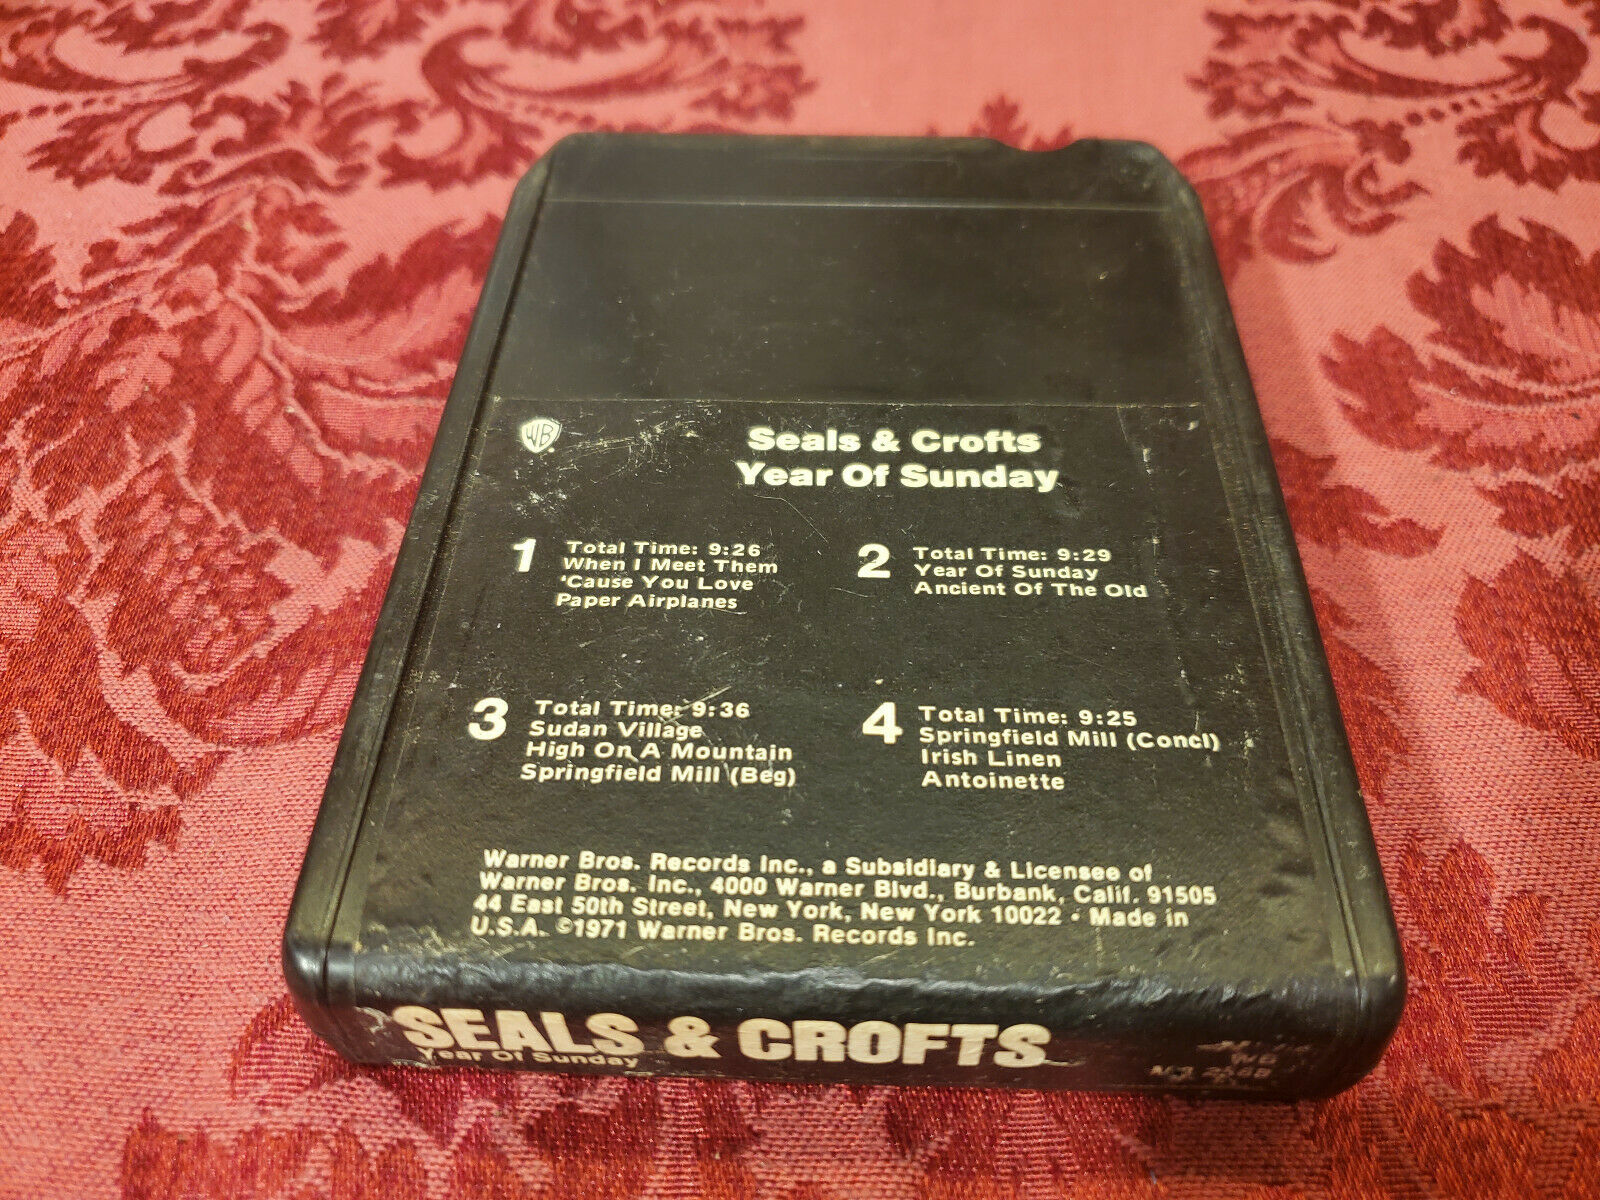 WB
Seals & Crofts
Year Of Sunday
1 Total Time: 9:26
When I Meet Them
'Cause You Love
Paper Airplanes
2 Total Time: 9:29
Year Of Sunday
Ancient Of The Old
3 Total Time: 9:36
Sudan Village
High On A Mountain
Springfield Mill (Beg)
4 Total Time: 9:25
Springfield Mill (Concl)
Irish Linen
Antoinette
Warner Bros. Records Inc., a Subsidiary & Licensee of
Warner Bros. Inc., 4000 Warner Blvd., Burbank, Calif. 91505
44 East 50th Street, New York, New York 10022 • Made in
U.S.A. ©1971 Warner Bros. Records Inc.
SEALS & CROFTS
Year Of Sunday